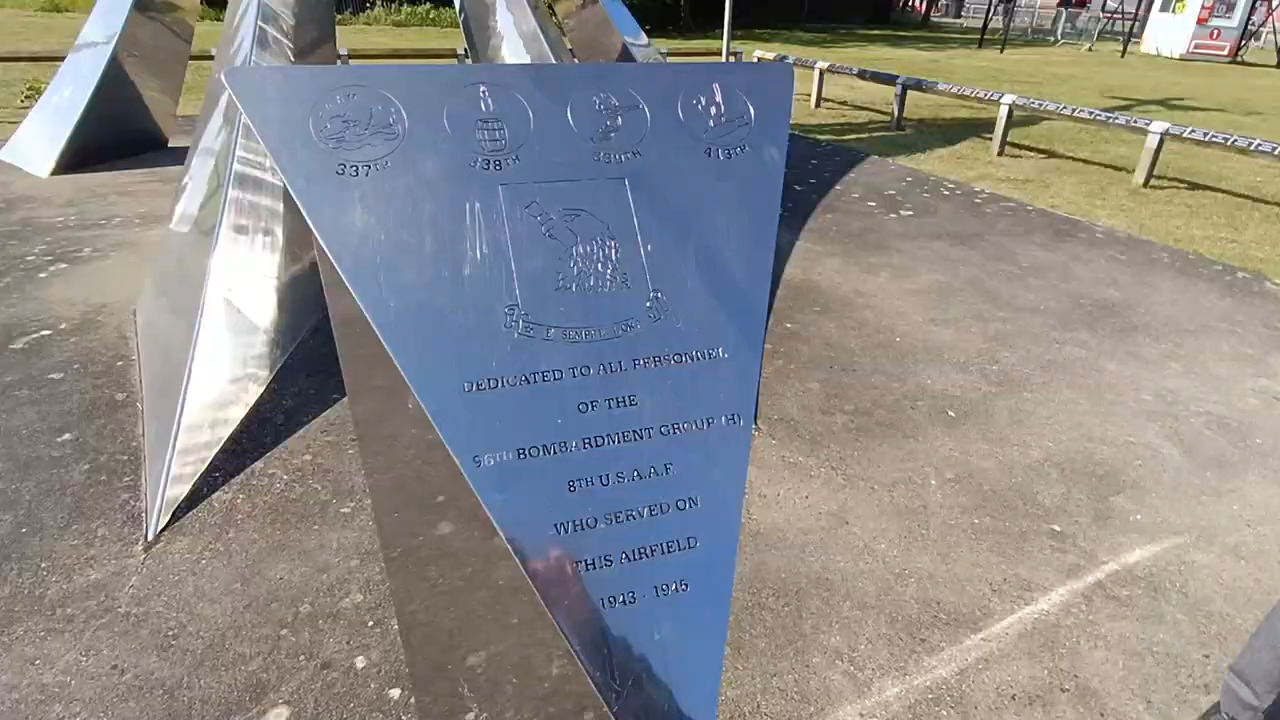 337TH 338TH 339TH 413TH
E SEMPER
DEDICATED TO ALL PERSONNEL
OF THE
96TH BOMBARDMENT GROUP (H)
8TH U.S.A.A.F.
WHO SERVED ON
THIS AIRFIELD
1943 - 1945